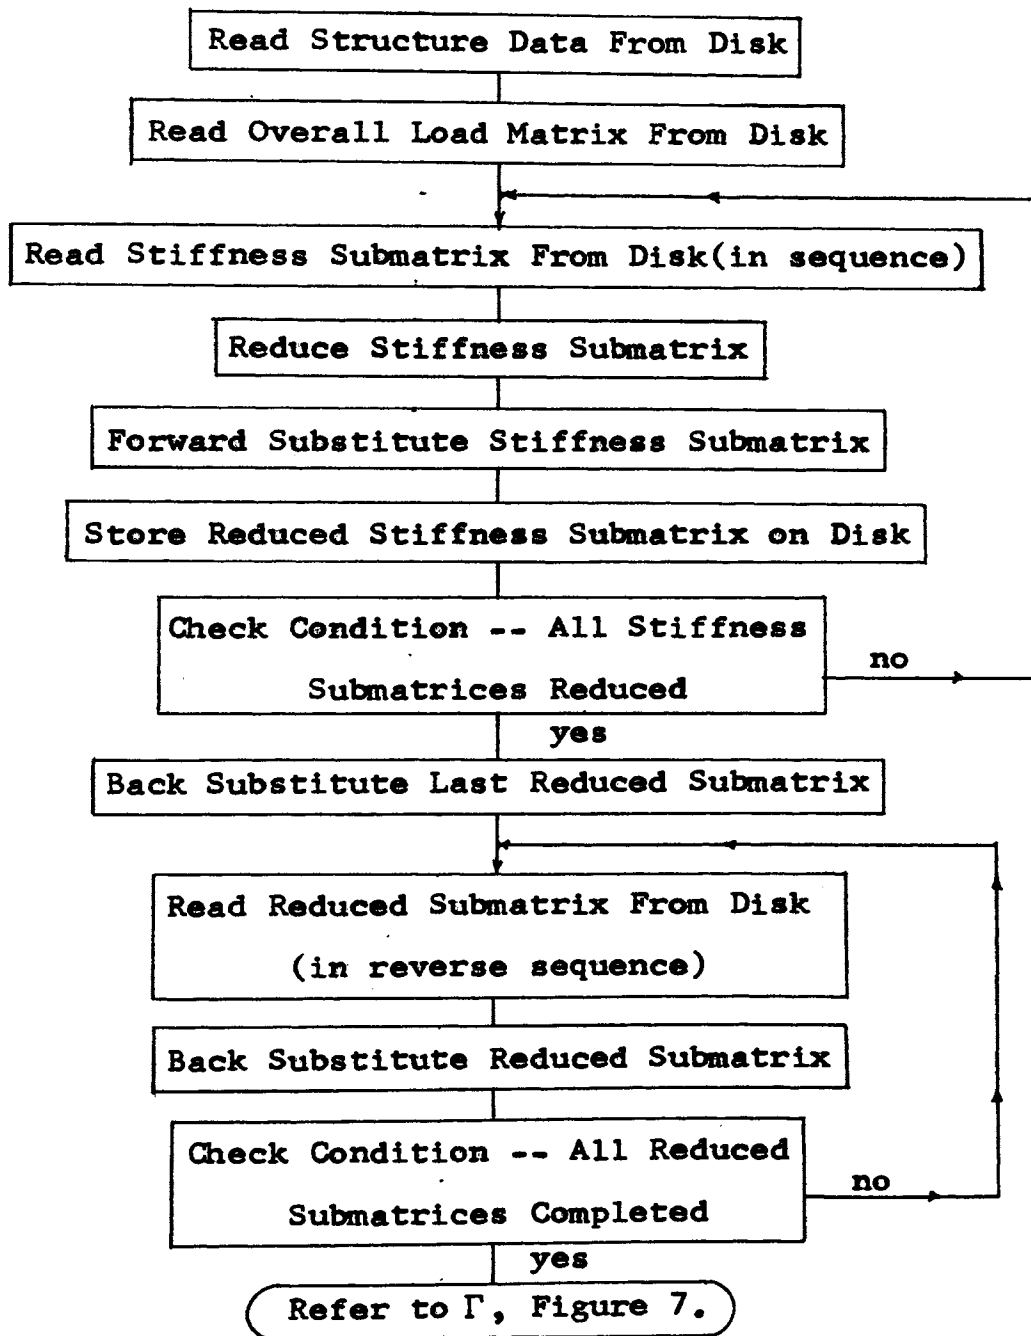 Read Structure Data From Disk
Read Overall Load Matrix From Disk
Read Stiffness Submatrix From Disk(in sequence)
Reduce Stiffness Submatrix
Forward Substitute Stiffness Submatrix
Store Reduced Stiffness Submatrix on Disk
Check Condition -- All Stiffness
Submatrices Reduced
no
yes
Back Substitute Last Reduced Submatrix
Read Reduced Submatrix From Disk
(in reverse sequence)
Back Substitute Reduced Submatrix
Check Condition -- All Reduced
Submatrices Completed
no
yes
Refer to Γ, Figure 7.